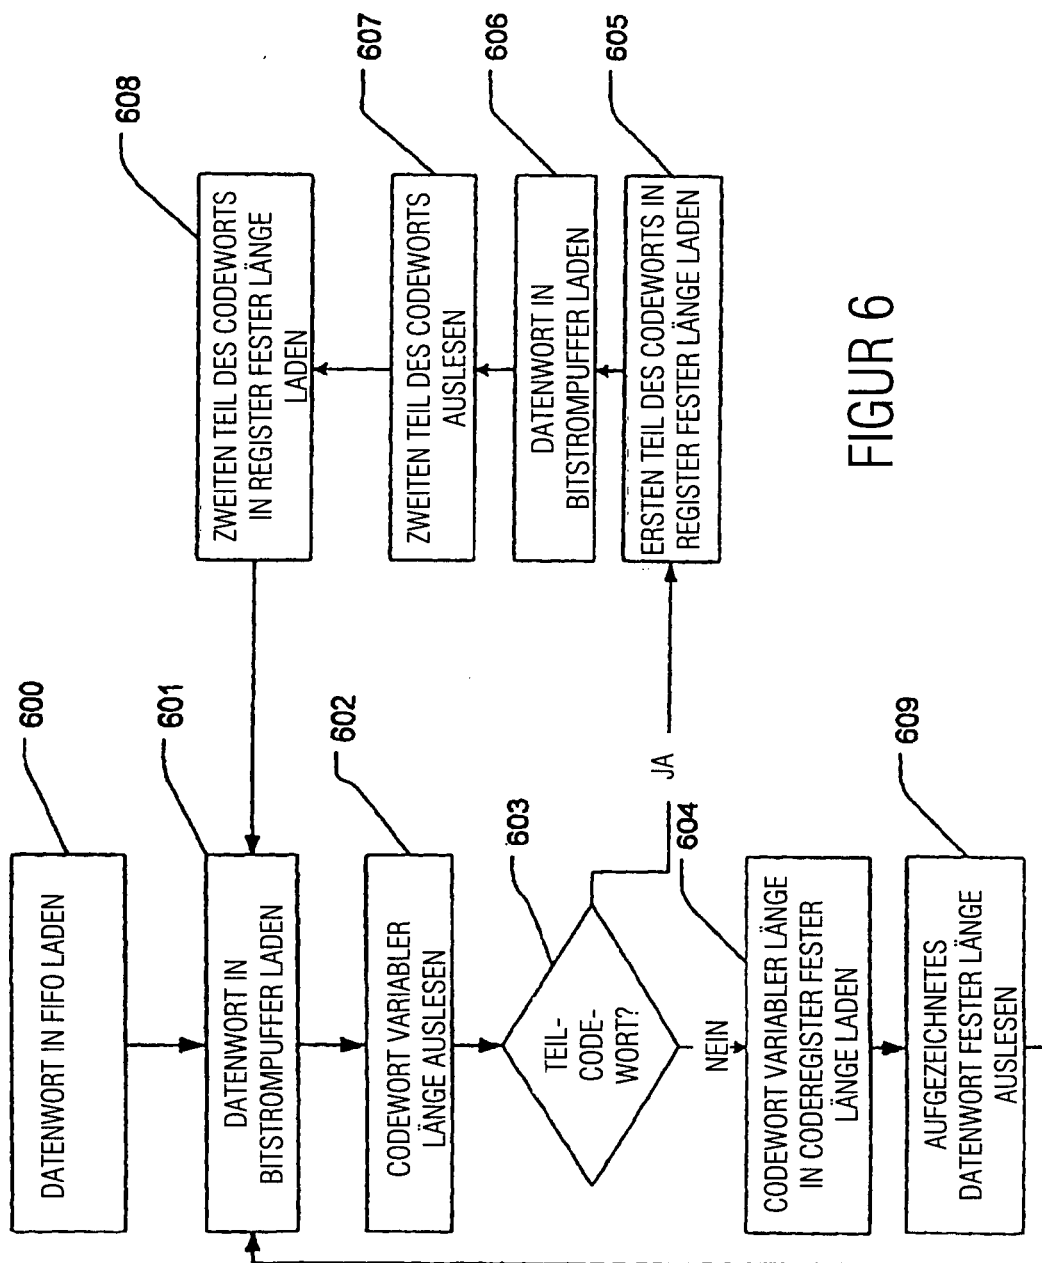 600
DATENWORT IN FIFO LADEN
601
DATENWORT IN
BITSTROMPUFFER LADEN
602
CODEWORT VARIABLER
LÄNGE AUSLESEN
603
TEIL-
CODE-
WORT?
JA
NEIN
604
CODEWORT VARIABLER LÄNGE
IN CODEREGISTER FESTER
LÄNGE LADEN
609
AUFGEZEICHNETES
DATENWORT FESTER LÄNGE
AUSLESEN
608
ZWEITEN TEIL DES CODEWORTS
IN REGISTER FESTER LÄNGE
LADEN
607
ZWEITEN TEIL DES CODEWORTS
AUSLESEN
606
DATENWORT IN
BITSTROMPUFFER LADEN
605
ERSTEN TEIL DES CODEWORTS IN
REGISTER FESTER LÄNGE LADEN
FIGUR 6